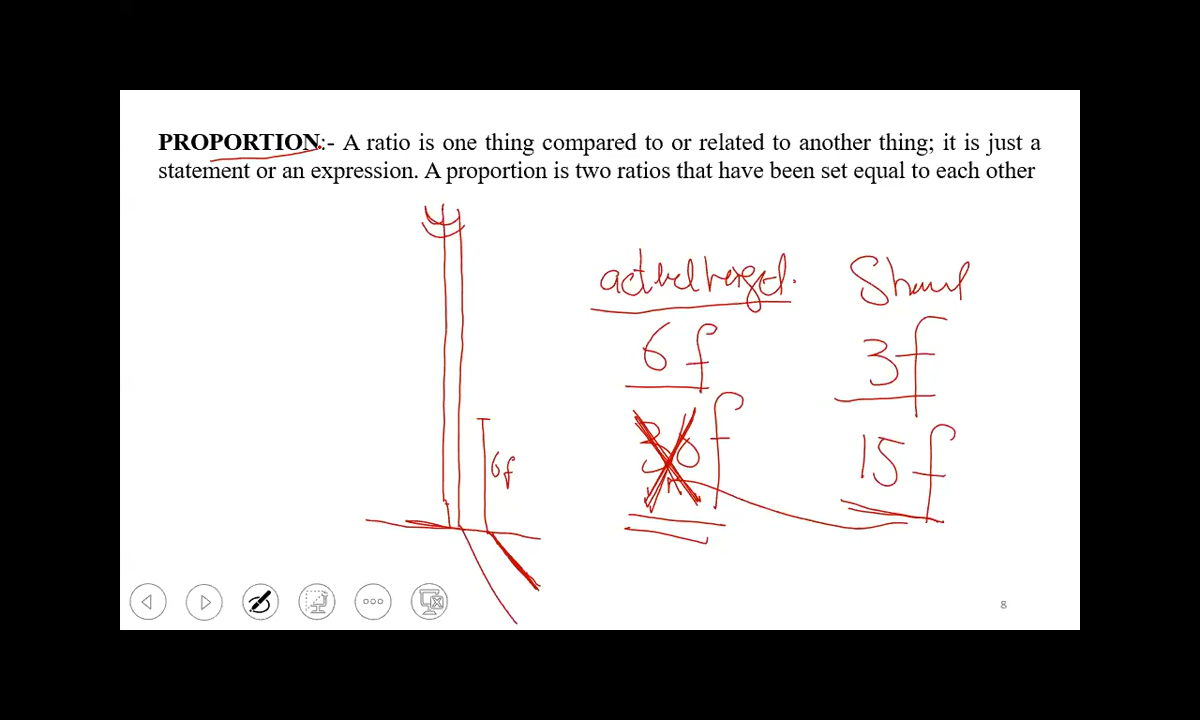 PROPORTION:- A ratio is one thing compared to or related to another thing; it is just a
statement or an expression. A proportion is two ratios that have been set equal to each other
6f 3f
30f 15f
6f
8